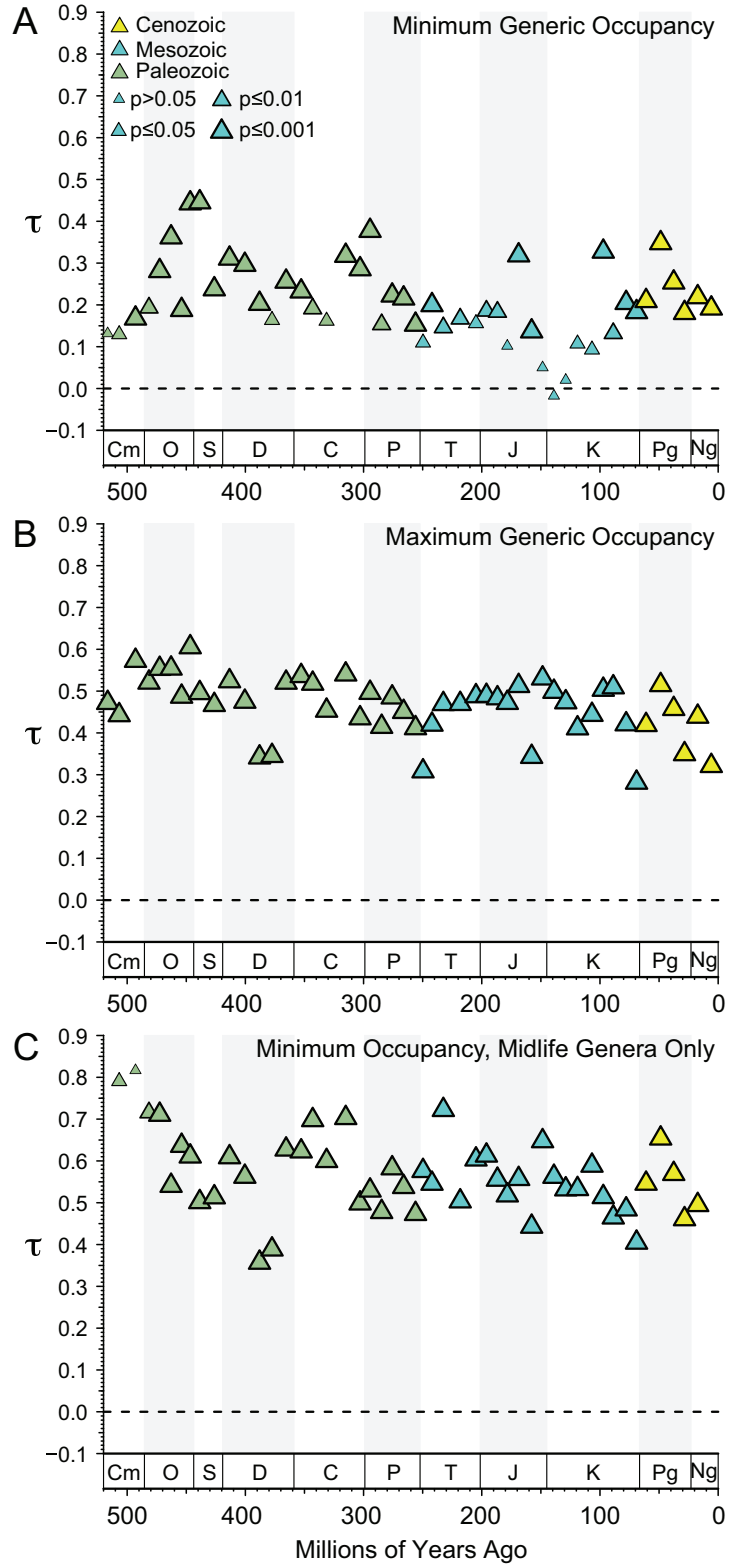 A
Minimum Generic Occupancy
Cenozoic
Mesozoic
Paleozoic
p>0.05 p≤0.01
p≤0.05 p≤0.001
0.9
0.8
0.7
0.6
0.5
0.4
0.3
0.2
0.1
0.0
−0.1
τ
Cm O S D C P T J K Pg Ng
500 400 300 200 100 0
B
Maximum Generic Occupancy
0.9
0.8
0.7
0.6
0.5
0.4
0.3
0.2
0.1
0.0
−0.1
τ
Cm O S D C P T J K Pg Ng
500 400 300 200 100 0
C
Minimum Occupancy, Midlife Genera Only
0.9
0.8
0.7
0.6
0.5
0.4
0.3
0.2
0.1
0.0
−0.1
τ
Cm O S D C P T J K Pg Ng
500 400 300 200 100 0
Millions of Years Ago